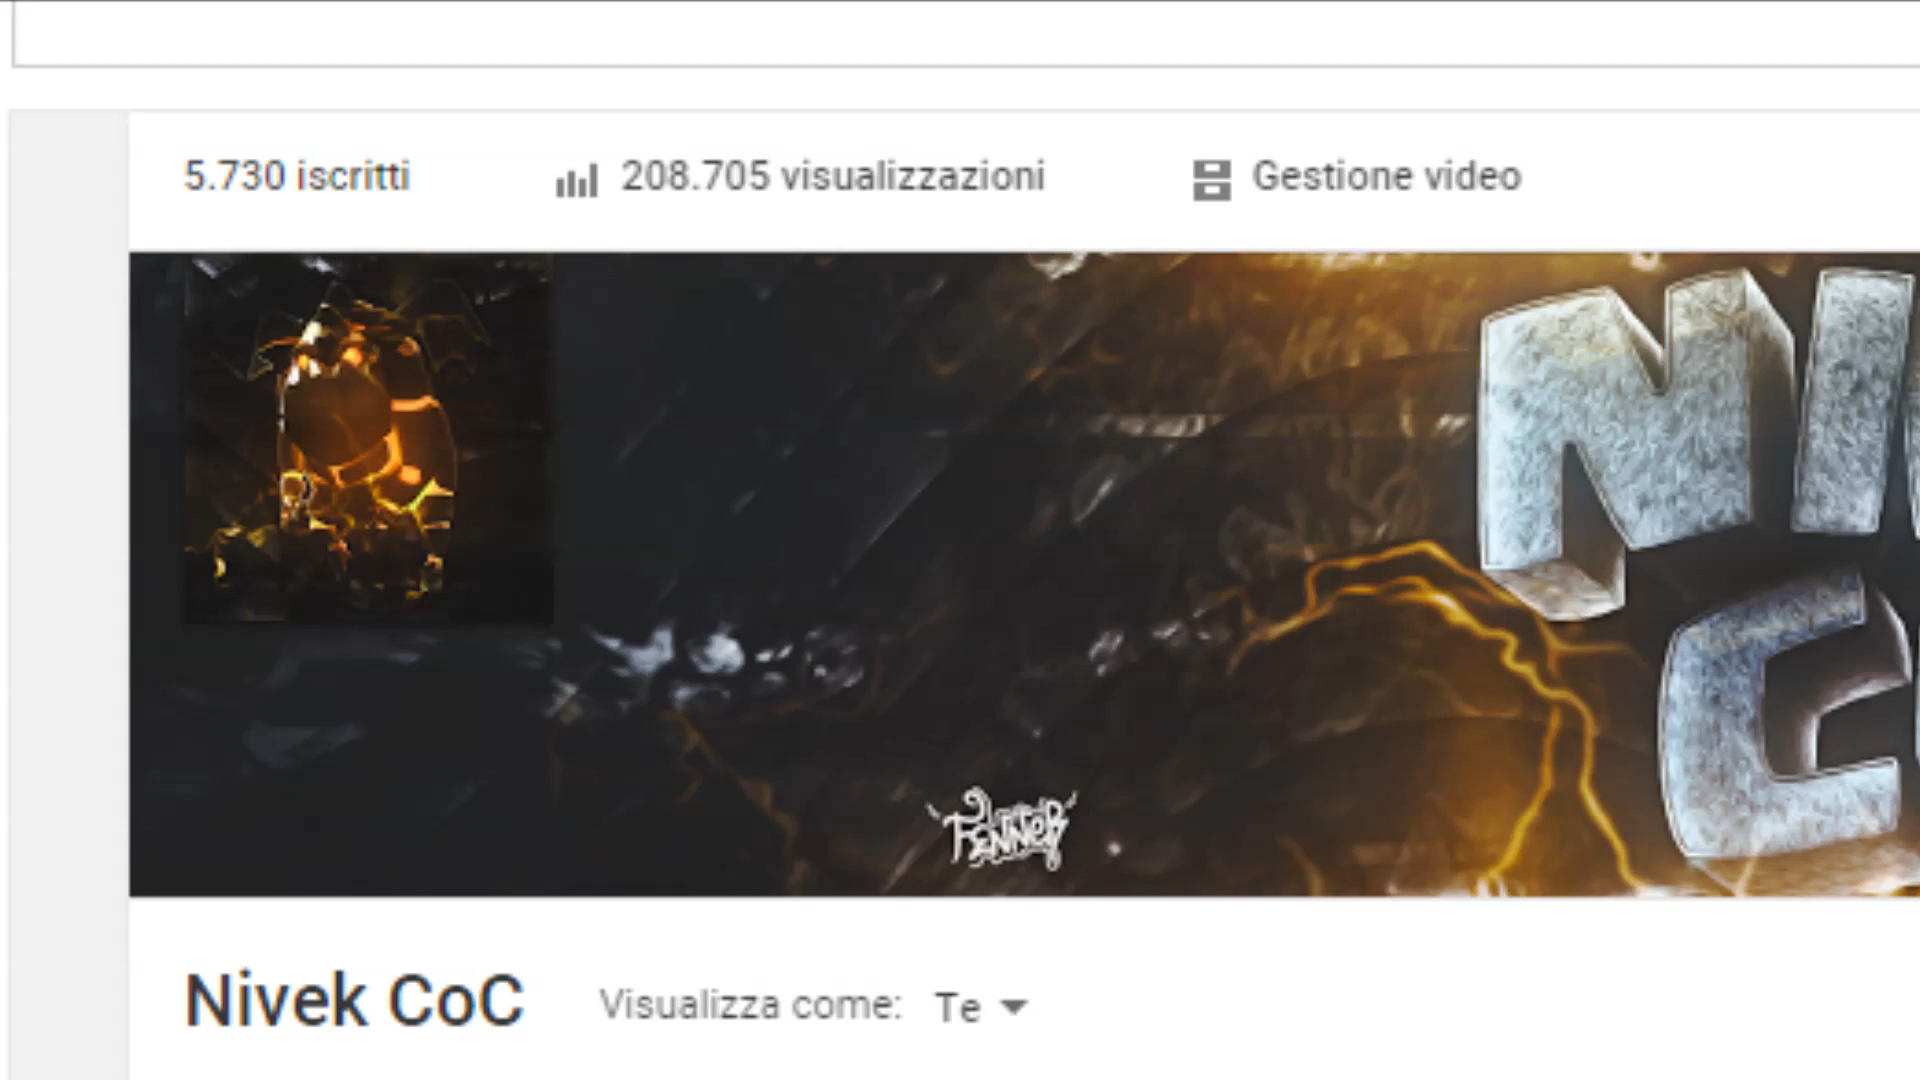 5.730 iscritti
208.705 visualizzazioni
Gestione video
Nivek CoC
Visualizza come: Te